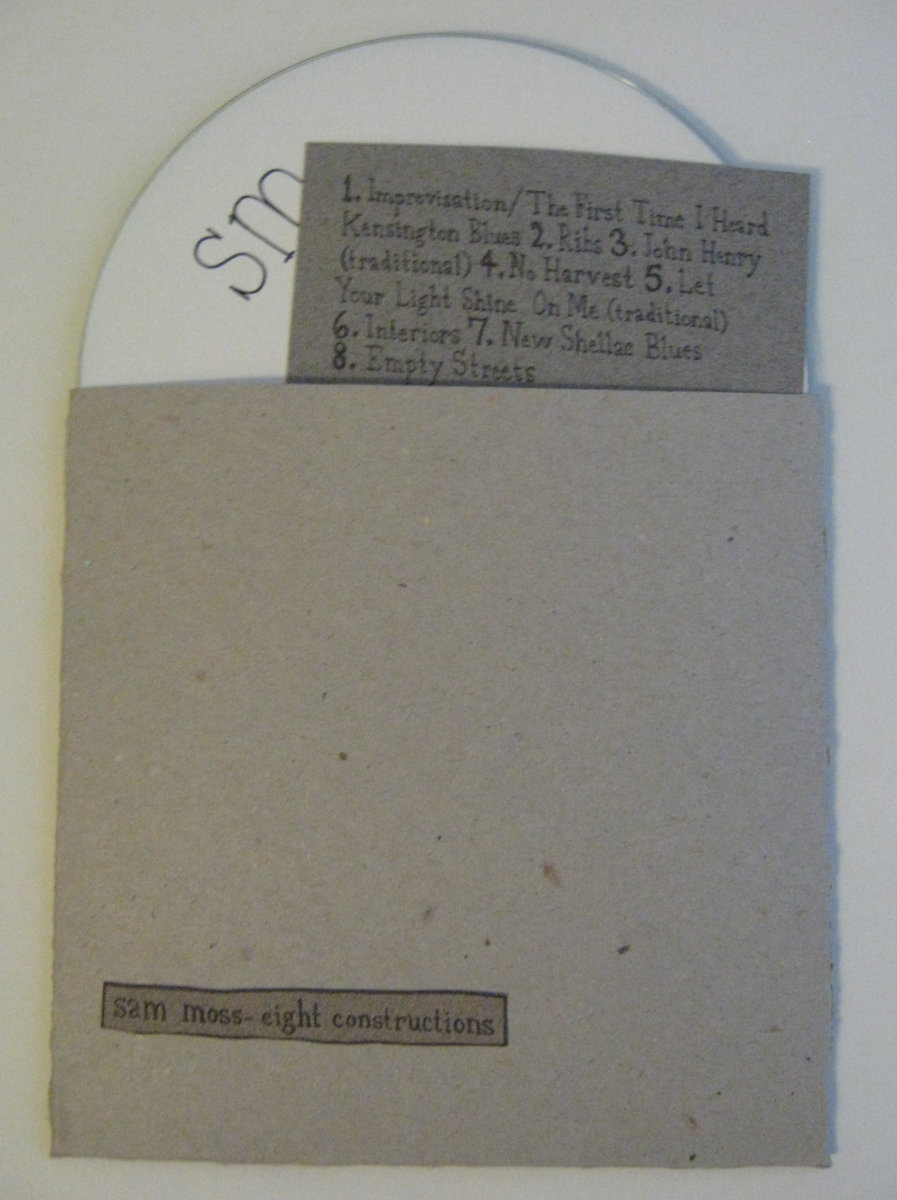 sm
1. Improvisation/The First Time I Heard
Kensington Blues 2. Ribs 3. John Henry
(traditional) 4. No Harvest 5. Let
Your Light Shine On Me (traditional)
6. Interiors 7. New Shellac Blues
8. Empty Streets
sam moss- eight constructions